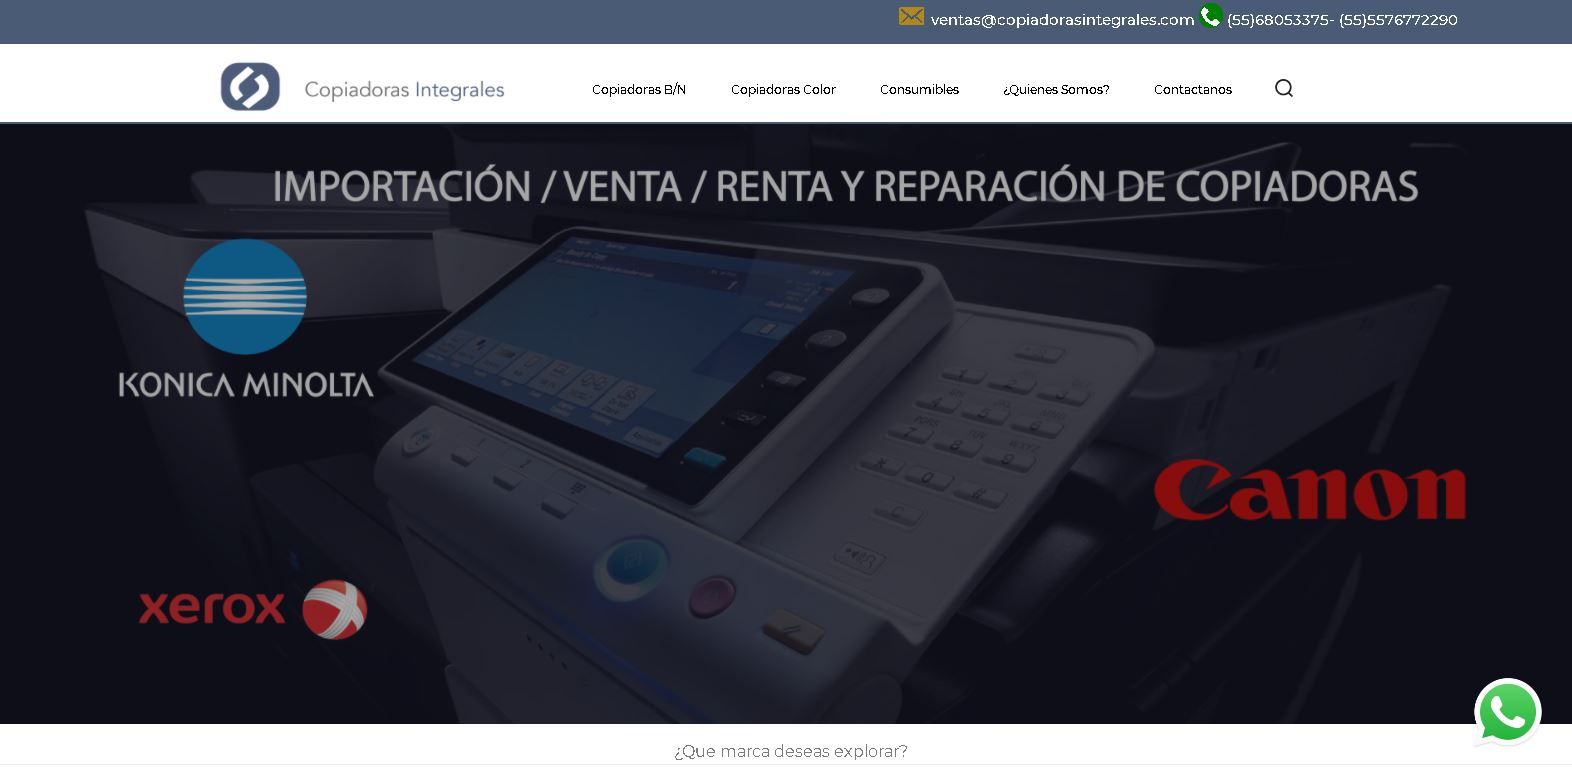 ventas@copiadorasintegrales.com (55)68053375- (55)5576772290
Copiadoras Integrales
Copiadoras B/N
Copiadoras Color
Consumibles
¿Quienes Somos?
Contactanos
IMPORTACIÓN / VENTA / RENTA Y REPARACIÓN DE COPIADORAS
KONICA MINOLTA
Canon
xerox
¿Que marca deseas explorar?